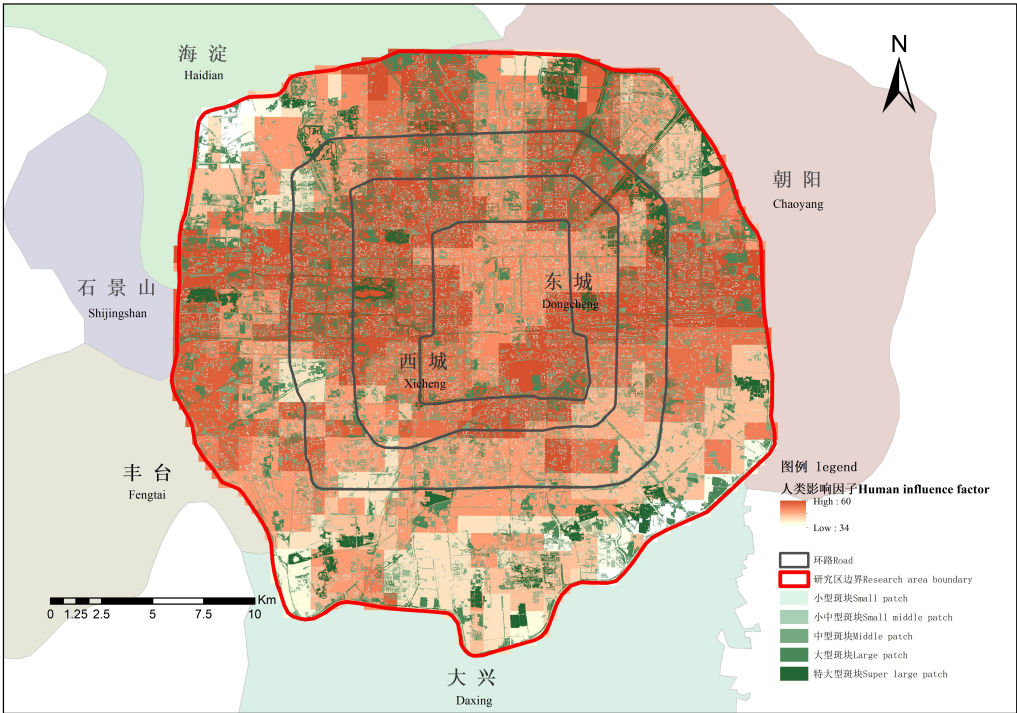 海 淀
Haidian
N
朝 阳
Chaoyang
石 景 山
Shijingshan
东 城
Dongcheng
西 城
Xicheng
丰 台
Fengtai
大 兴
Daxing
图例 legend
人类影响因子Human influence factor
High : 60
Low : 34
环路Road
研究区边界Research area boundary
小型斑块Small patch
小中型斑块Small middle patch
中型斑块Middle patch
大型斑块Large patch
特大型斑块Super large patch
Km
0 1.25 2.5 5 7.5 10